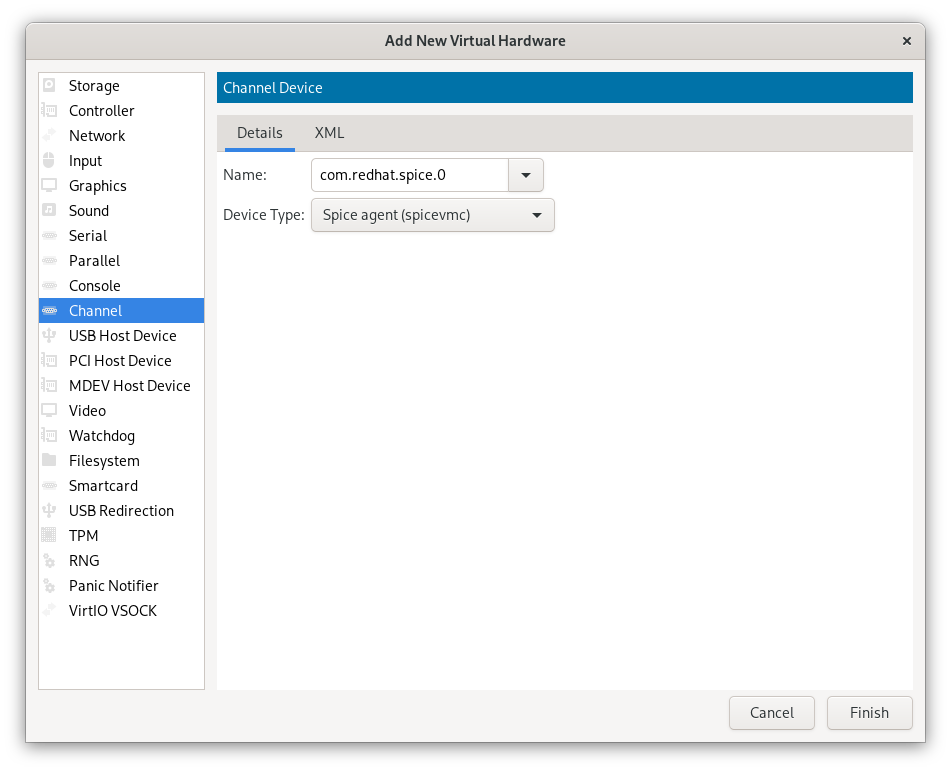 Add New Virtual Hardware
Storage
Controller
Network
Input
Graphics
Sound
Serial
Parallel
Console
Channel
USB Host Device
PCI Host Device
MDEV Host Device
Video
Watchdog
Filesystem
Smartcard
USB Redirection
TPM
RNG
Panic Notifier
VirtIO VSOCK
Channel Device
Details XML
Name: com.redhat.spice.0
Device Type: Spice agent (spicevmc)
Cancel Finish